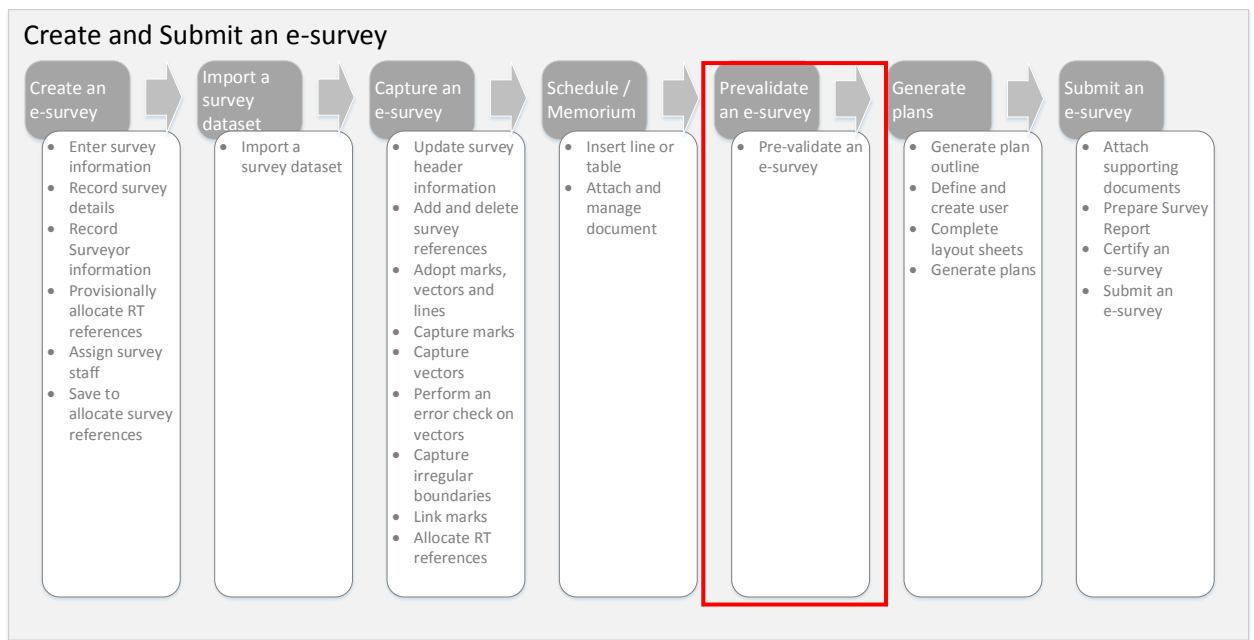 Create and Submit an e-survey
Create an
e-survey
• Enter survey
information
• Record survey
details
• Record
Surveyor
information
• Provisionally
allocate RT
references
• Assign survey
staff
• Save to
allocate survey
references
Import a
survey
dataset
• Import a
survey dataset
Capture an
e-survey
• Update survey
header
information
• Add and delete
survey
references
• Adopt marks,
vectors and
lines
• Capture marks
• Capture
vectors
• Perform an
error check on
vectors
• Capture
irregular
boundaries
• Link marks
• Allocate RT
references
Schedule /
Memorium
• Insert line or
table
• Attach and
manage
document
Prevalidate
an e-survey
• Pre-validate an
e-survey
Generate
plans
• Generate plan
outline
• Define and
create user
• Complete
layout sheets
• Generate plans
Submit an
e-survey
• Attach
supporting
documents
• Prepare Survey
Report
• Certify an
e-survey
• Submit an
e-survey